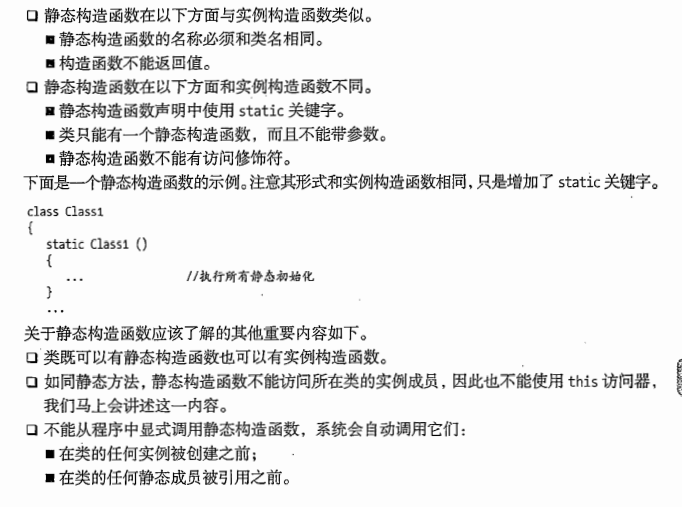 ❏ 静态构造函数在以下方面与实例构造函数类似。
■ 静态构造函数的名称必须和类名相同。
■ 构造函数不能返回值。
❏ 静态构造函数在以下方面和实例构造函数不同。
■ 静态构造函数声明中使用 static 关键字。
■ 类只能有一个静态构造函数，而且不能带参数。
■ 静态构造函数不能有访问修饰符。
下面是一个静态构造函数的示例。注意其形式和实例构造函数相同，只是增加了 static 关键字。
class Class1
{
static Class1 ()
{
... //执行所有静态初始化
}
...
关于静态构造函数应该了解的其他重要内容如下。
❏ 类既可以有静态构造函数也可以有实例构造函数。
❏ 如同静态方法，静态构造函数不能访问所在类的实例成员，因此也不能使用 this 访问器，
我们马上会讲述这一内容。
❏ 不能从程序中显式调用静态构造函数，系统会自动调用它们：
■ 在类的任何实例被创建之前；
■ 在类的任何静态成员被引用之前。